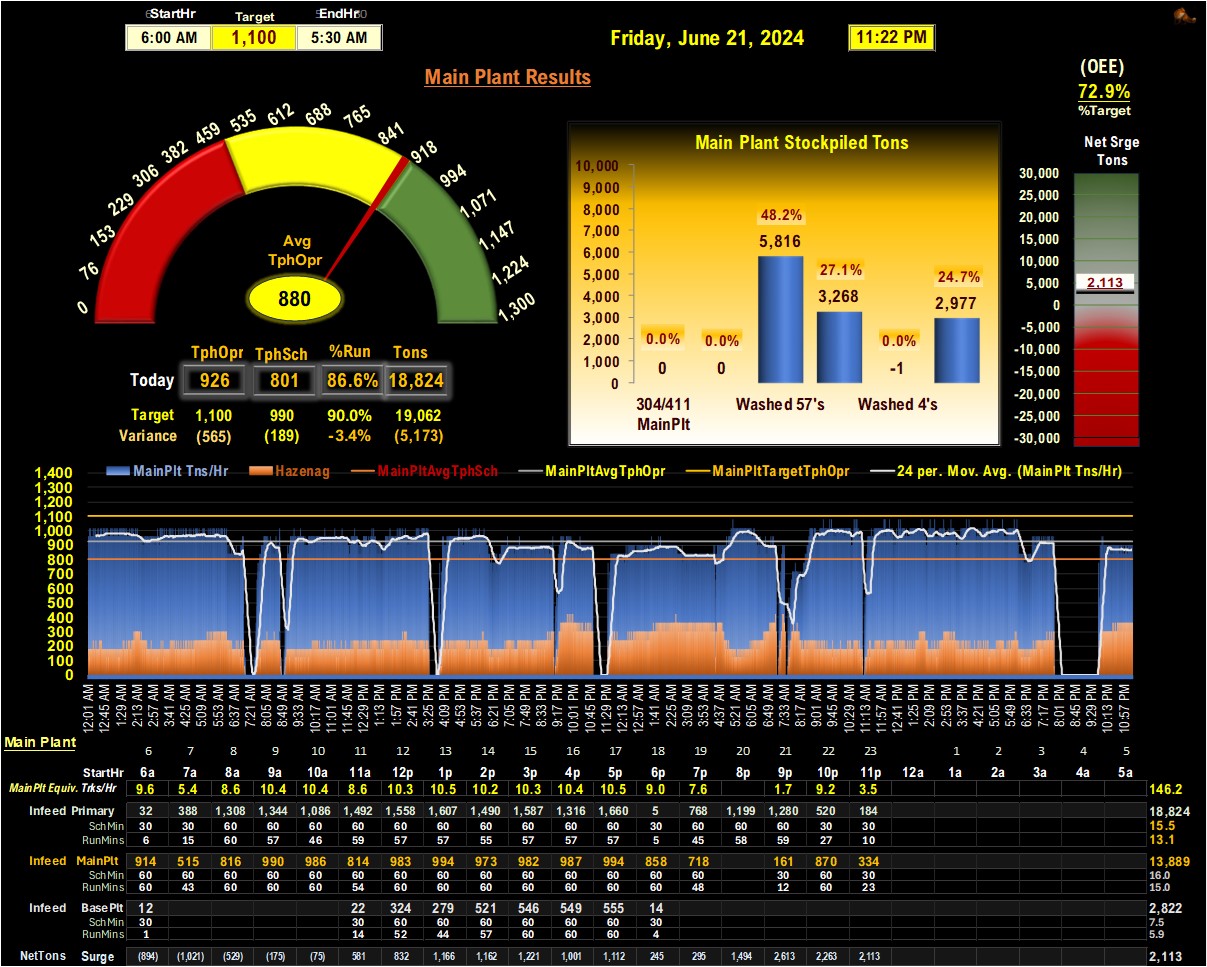 StartHr Target EndHr
6:00 AM 1,100 5:30 AM
Friday, June 21, 2024 11:22 PM
Main Plant Results
(OEE)
72.9%
%Target
Net Srge
Tons
0 76 153 229 306 382 459 535 612 688 765 841 918 994 1,071 1,147 1,224 1,300
Avg
TphOpr
880
TphOpr TphSch %Run Tons
Today 926 801 86.6% 18,824
Target 1,100 990 90.0% 19,062
Variance (565) (189) -3.4% (5,173)
Main Plant Stockpiled Tons
10,000
9,000
8,000
7,000
6,000
5,000
4,000
3,000
2,000
1,000
0
0.0% 0.0% 48.2% 27.1% 0.0% 24.7%
0 0 5,816 3,268 -1 2,977
304/411 Washed 57's Washed 4's
MainPlt
30,000
25,000
20,000
15,000
10,000
5,000
0
-5,000
-10,000
-15,000
-20,000
-25,000
-30,000
2,113
MainPlt Tns/Hr Hazenag MainPltAvgTphSch MainPltAvgTphOpr MainPltTargetTphOpr 24 per. Mov. Avg. (MainPlt Tns/Hr)
1,400
1,300
1,200
1,100
1,000
900
800
700
600
500
400
300
200
100
0
12:01 AM 12:45 AM 1:29 AM 2:13 AM 2:57 AM 3:41 AM 4:25 AM 5:09 AM 5:53 AM 6:37 AM 7:21 AM 8:05 AM 8:49 AM 9:33 AM 10:17 AM 11:01 AM 11:45 AM 12:29 PM 1:13 PM 1:57 PM 2:41 PM 3:25 PM 4:09 PM 4:53 PM 5:37 PM 6:21 PM 7:05 PM 7:49 PM 8:33 PM 9:17 PM 10:01 PM 10:45 PM 11:29 PM 12:13 AM 12:57 AM 1:41 AM 2:25 AM 3:09 AM 3:53 AM 4:37 AM 5:21 AM 6:05 AM 6:49 AM 7:33 AM 8:17 AM 9:01 AM 9:45 AM 10:29 AM 11:13 AM 11:57 AM 12:41 PM 1:25 PM 2:09 PM 2:53 PM 3:37 PM 4:21 PM 5:05 PM 5:49 PM 6:33 PM 7:17 PM 8:01 PM 8:45 PM 9:29 PM 10:13 PM 10:57 PM
Main Plant
6 7 8 9 10 11 12 13 14 15 16 17 18 19 20 21 22 23 1 2 3 4 5
StartHr 6a 7a 8a 9a 10a 11a 12p 1p 2p 3p 4p 5p 6p 7p 8p 9p 10p 11p 12a 1a 2a 3a 4a 5a
MainPlt Equiv. Trks/Hr 9.6 5.4 8.6 10.4 10.4 8.6 10.3 10.5 10.2 10.3 10.4 10.5 9.0 7.6 1.7 9.2 3.5 146.2
Infeed Primary 32 388 1,308 1,344 1,086 1,492 1,558 1,607 1,490 1,587 1,316 1,660 5 768 1,199 1,280 520 184 18,824
SchMin 30 30 60 60 60 60 60 60 60 60 60 60 30 60 60 60 30 30 15.5
RunMins 6 15 60 57 46 59 57 57 55 57 57 57 5 45 58 59 27 10 13.1
Infeed MainPlt 914 515 816 990 986 814 983 994 973 982 987 994 858 718 161 870 334 13,889
SchMin 60 60 60 60 60 60 60 60 60 60 60 60 60 60 30 60 30 16.0
RunMins 60 43 60 60 60 54 60 60 60 60 60 60 60 48 12 60 23 15.0
Infeed BasePlt 12 22 324 279 521 546 549 555 14 2,822
SchMin 30 30 60 60 60 60 60 60 30 7.5
RunMins 1 14 52 44 57 60 60 60 4 5.9
NetTons Surge (894) (1,021) (529) (175) (75) 581 832 1,166 1,162 1,221 1,001 1,112 245 295 1,494 2,613 2,263 2,113 2,113